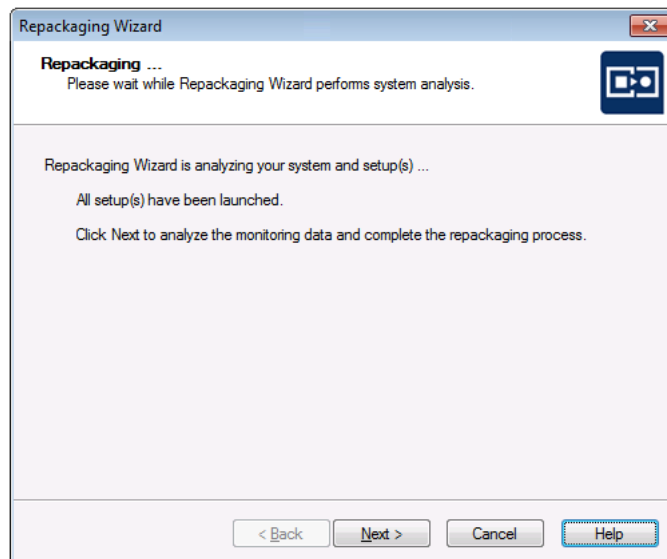 Repackaging Wizard
Repackaging ...
Please wait while Repackaging Wizard performs system analysis.
Repackaging Wizard is analyzing your system and setup(s) ...
All setup(s) have been launched.
Click Next to analyze the monitoring data and complete the repackaging process.
< Back
Next >
Cancel
Help